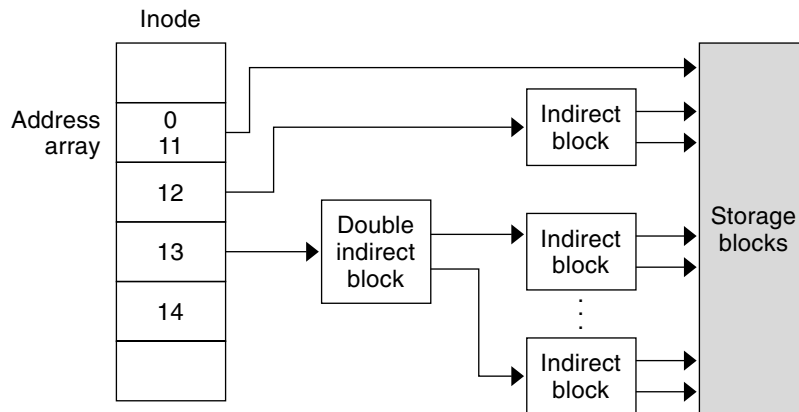 Inode
Address
array
0
11
12
13
14
Double
indirect
block
Indirect
block
Indirect
block
.
.
.
Indirect
block
Storage
blocks